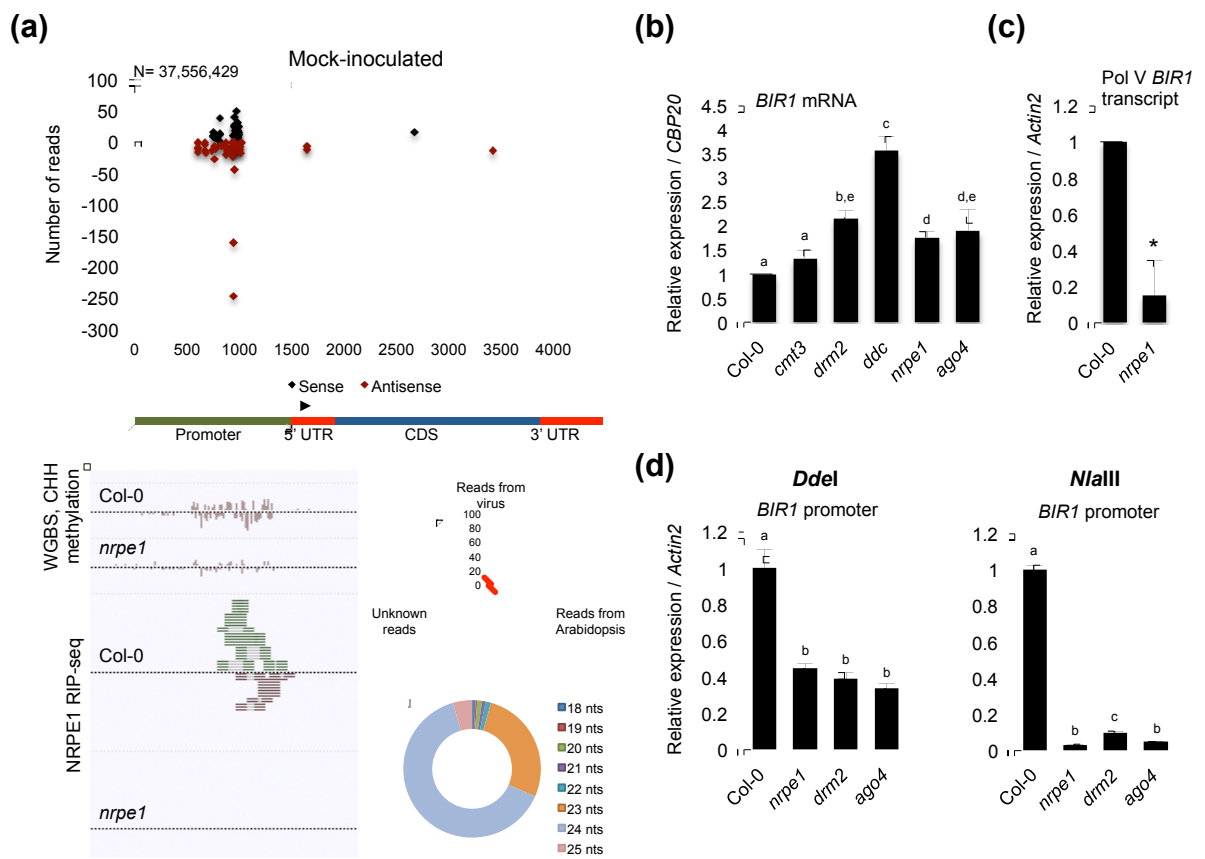 (a)
Mock-inoculated
N= 37,556,429
Number of reads
100
50
0
-50
-100
-150
-200
-250
-300
0 500 1000 1500 2000 2500 3000 3500 4000
Sense Antisense
Promoter 5' UTR CDS 3' UTR
WGBS, CHH
methylation
Col-0
nrpe1
NRPE1 RIP-seq
Col-0
nrpe1
Reads from
virus
100
80
60
40
20
0
Unknown
reads
Reads from
Arabidopsis
18 nts
19 nts
20 nts
21 nts
22 nts
23 nts
24 nts
25 nts
(b)
BIR1 mRNA
Relative expression / CBP20
4.5
4
3.5
3
2.5
2
1.5
1
0.5
0
a a b,e c d d,e
Col-0 cmt3 drm2 ddc nrpe1 ago4
(c)
Pol V BIR1
transcript
Relative expression / Actin2
1.2
1
0.8
0.6
0.4
0.2
0
*
Col-0 nrpe1
(d)
DdeI
BIR1 promoter
Relative expression / Actin2
1.2
1
0.8
0.6
0.4
0.2
0
a b b b
Col-0 nrpe1 drm2 ago4
NlaIII
BIR1 promoter
1.2
1
0.8
0.6
0.4
0.2
0
a b c b
Col-0 nrpe1 drm2 ago4